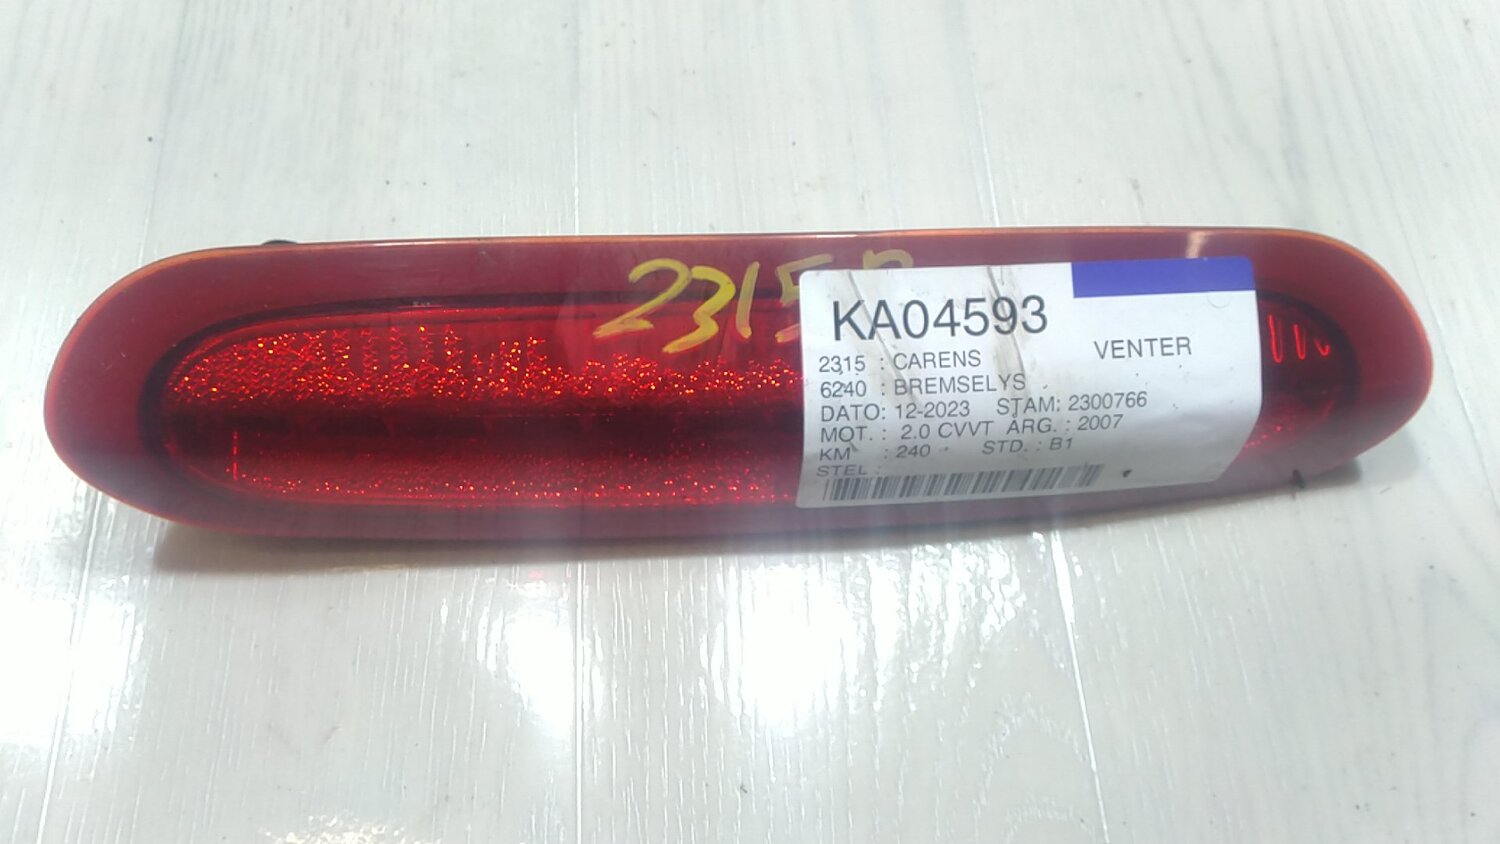 2315
KA04593
VENTER
2315 : CARENS
6240 : BREMSELYS
DATO: 12-2023 STAM: 2300766
MOT. : 2.0 CVVT ARG. : 2007
KM : 240 STD. : B1
STEL :